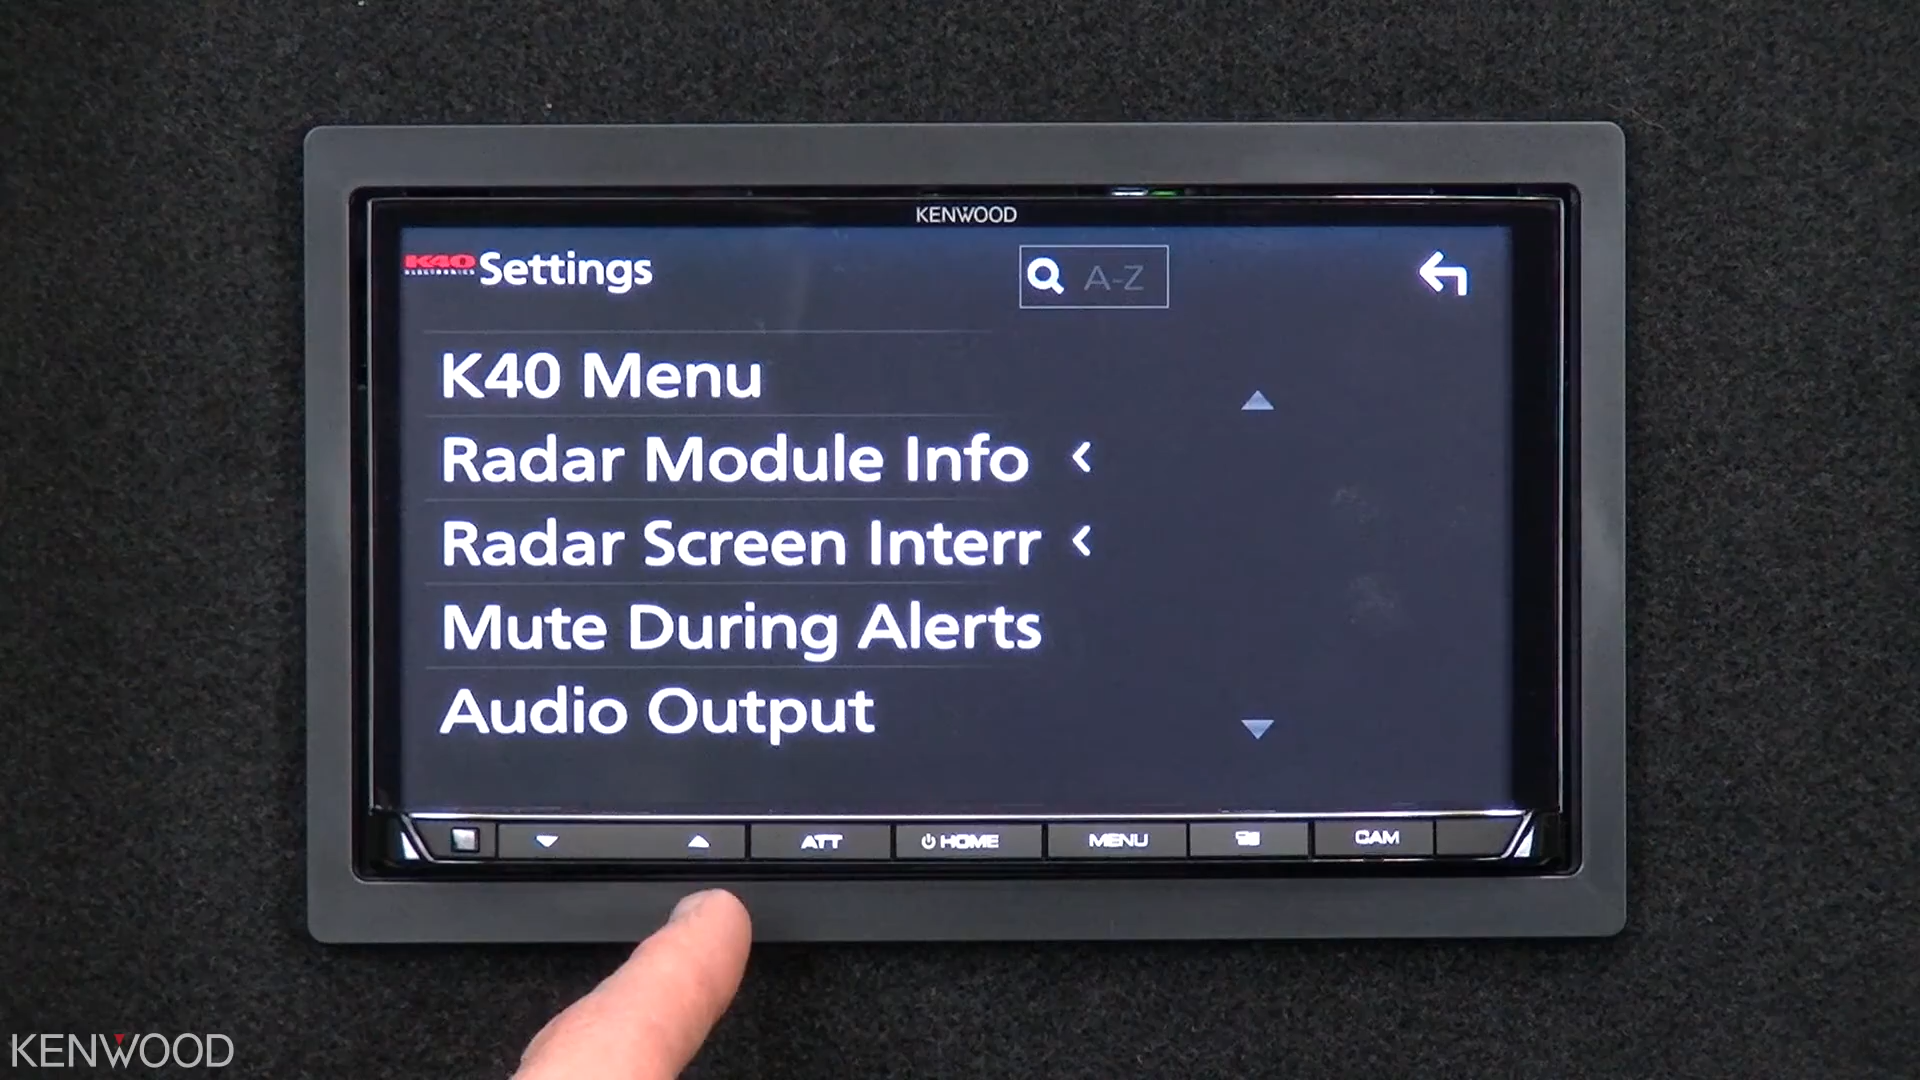 KENWOOD
K40 ELECTRONICS Settings
A-Z
K40 Menu
Radar Module Info
Radar Screen Interr
Mute During Alerts
Audio Output
ATT HOME MENU CAM
KENWOOD